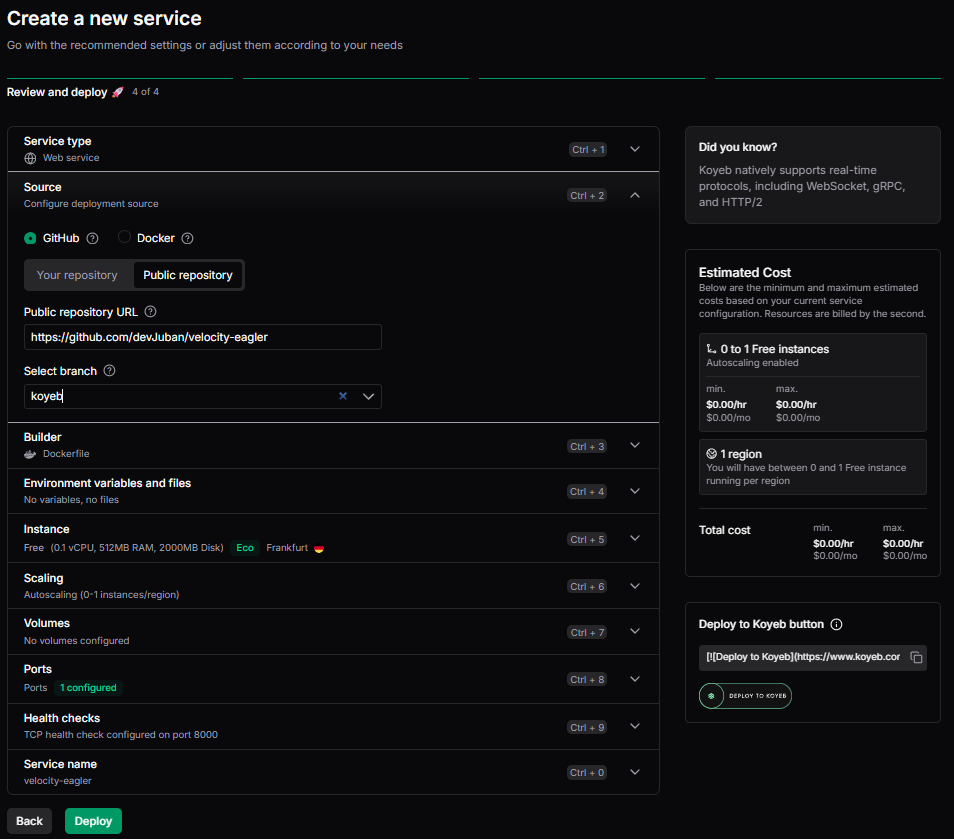 Create a new service
Go with the recommended settings or adjust them according to your needs
Review and deploy 🚀 4 of 4
Service type
Web service
Ctrl + 1
Source
Configure deployment source
Ctrl + 2
GitHub
Docker
Your repository
Public repository
Public repository URL
https://github.com/devJuban/velocity-eagler
Select branch
koyeb
Builder
Dockerfile
Ctrl + 3
Environment variables and files
No variables, no files
Ctrl + 4
Instance
Free (0.1 vCPU, 512MB RAM, 2000MB Disk) Eco Frankfurt
Ctrl + 5
Scaling
Autoscaling (0-1 instances/region)
Ctrl + 6
Volumes
No volumes configured
Ctrl + 7
Ports
Ports 1 configured
Ctrl + 8
Health checks
TCP health check configured on port 8000
Ctrl + 9
Service name
velocity-eagler
Ctrl + 0
Back
Deploy
Did you know?
Koyeb natively supports real-time
protocols, including WebSocket, gRPC,
and HTTP/2
Estimated Cost
Below are the minimum and maximum estimated
costs based on your current service
configuration. Resources are billed by the second.
0 to 1 Free instances
Autoscaling enabled
min. max.
$0.00/hr $0.00/hr
$0.00/mo $0.00/mo
1 region
You will have between 0 and 1 Free instance
running per region
Total cost
min. max.
$0.00/hr $0.00/hr
$0.00/mo $0.00/mo
Deploy to Koyeb button
[![Deploy to Koyeb](https://www.koyeb.cor
DEPLOY TO KOYEB